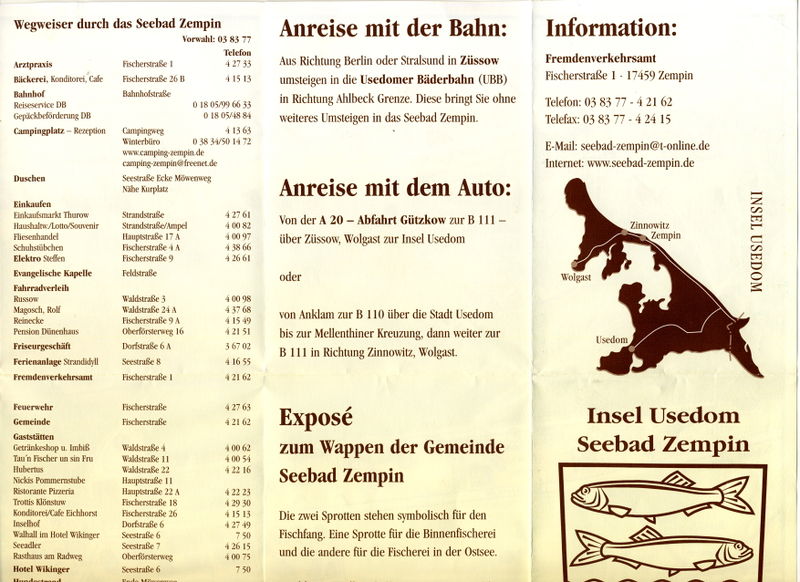 Wegweiser durch das Seebad Zempin
Vorwahl: 03 83 77
Telefon
Arztpraxis Fischerstraße 1 4 27 33
Bäckerei, Konditorei, Cafe Fischerstraße 26 B 4 15 13
Bahnhof Bahnhofstraße
Reiseservice DB 0 18 05/99 66 33
Gepäckbeförderung DB 0 18 05/48 84
Campingplatz – Rezeption Campingweg 4 13 63
Winterbüro 0 38 34/50 14 72
www.camping-zempin.de
camping-zempin@freenet.de
Duschen Seestraße Ecke Möwenweg
Nähe Kurplatz
Einkaufen
Einkaufsmarkt Thurow Strandstraße 4 27 61
Haushaltw./Lotto/Souvenir Strandstraße/Ampel 4 00 82
Fliesenhandel Hauptstraße 17 A 4 00 97
Schuhstübchen Fischerstraße 4 A 4 38 66
Elektro Steffen Fischerstraße 9 4 26 61
Evangelische Kapelle Feldstraße
Fahrradverleih
Russow Waldstraße 3 4 00 98
Magosch, Rolf Waldstraße 24 A 4 37 68
Reinecke Fischerstraße 9 A 4 15 49
Pension Dünenhaus Oberförsterweg 16 4 21 51
Friseurgeschäft Dorfstraße 6 A 3 67 02
Ferienanlage Strandidyll Seestraße 8 4 16 55
Fremdenverkehrsamt Fischerstraße 1 4 21 62
Feuerwehr Fischerstraße 4 27 63
Gemeinde Fischerstraße 4 21 62
Gaststätten
Getränkeshop u. Imbiß Waldstraße 4 4 00 62
Tau'n Fischer un sin Fru Waldstraße 11 4 00 54
Hubertus Waldstraße 22 4 22 16
Nickis Pommernstube Hauptstraße 11
Ristorante Pizzeria Hauptstraße 22 A 4 22 23
Trottis Klönstuw Fischerstraße 18 4 29 30
Konditorei/Café Eichhorst Fischerstraße 26 4 15 13
Inselhof Dorfstraße 6 4 27 49
Walhall im Hotel Wikinger Seestraße 6 7 50
Seeadler Seestraße 7 4 26 15
Rasthaus am Radweg Oberförsterweg 4 00 75
Hotel Wikinger Seestraße 6 7 50
Hundestrand Ende Möwenweg
Anreise mit der Bahn:
Aus Richtung Berlin oder Stralsund in Züssow
umsteigen in die Usedomer Bäderbahn (UBB)
in Richtung Ahlbeck Grenze. Diese bringt Sie ohne
weiteres Umsteigen in das Seebad Zempin.
Anreise mit dem Auto:
Von der A 20 – Abfahrt Gützkow zur B 111 –
über Züssow, Wolgast zur Insel Usedom
oder
von Anklam zur B 110 über die Stadt Usedom
bis zur Mellenthiner Kreuzung, dann weiter zur
B 111 in Richtung Zinnowitz, Wolgast.
Exposé
zum Wappen der Gemeinde
Seebad Zempin
Die zwei Sprotten stehen symbolisch für den
Fischfang. Eine Sprotte für die Binnenfischerei
und die andere für die Fischerei in der Ostsee.
Information:
Fremdenverkehrsamt
Fischerstraße 1 · 17459 Zempin
Telefon: 03 83 77 - 4 21 62
Telefax: 03 83 77 - 4 24 15
E-Mail: seebad-zempin@t-online.de
Internet: www.seebad-zempin.de
Zinnowitz
Zempin
Wolgast
Usedom
INSEL USEDOM
Insel Usedom
Seebad Zempin